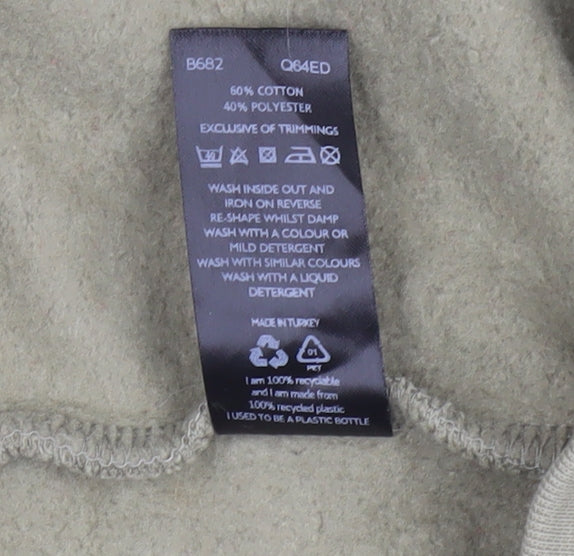 B682 Q64ED
60% COTTON
40% POLYESTER
EXCLUSIVE OF TRIMMINGS
40
WASH INSIDE OUT AND
IRON ON REVERSE
RE-SHAPE WHILST DAMP
WASH WITH A COLOUR OR
MILD DETERGENT
WASH WITH SIMILAR COLOURS
WASH WITH A LIQUID
DETERGENT
MADE IN TURKEY
01
PET
I am 100% recyclable
and I am made from
100% recycled plastic
I USED TO BE A PLASTIC BOTTLE